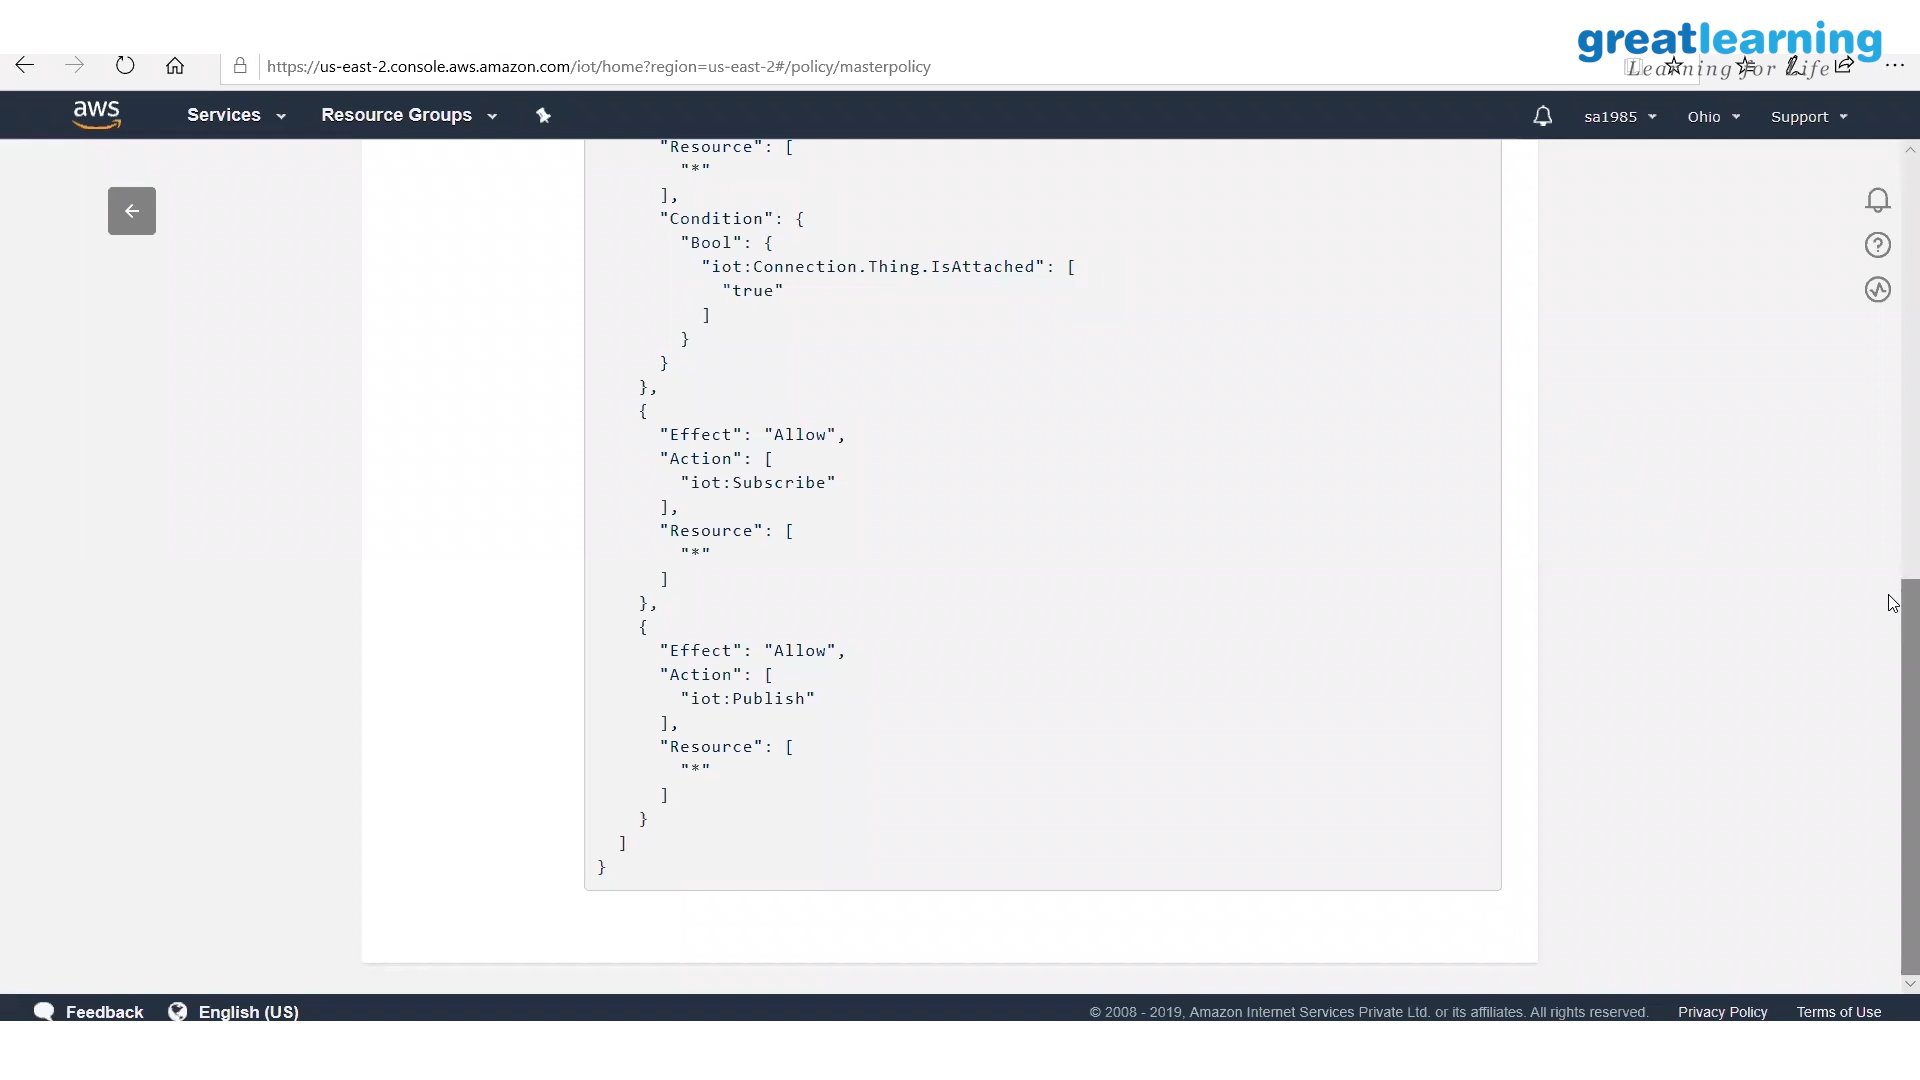 greatlearning
Learning for Life
https://us-east-2.console.aws.amazon.com/iot/home?region=us-east-2#/policy/masterpolicy
aws Services Resource Groups sa1985 Ohio Support
"Resource": [
"*"
],
"Condition": {
"Bool": {
"iot:Connection.Thing.IsAttached": [
"true"
]
}
}
},
{
"Effect": "Allow",
"Action": [
"iot:Subscribe"
],
"Resource": [
"*"
]
},
{
"Effect": "Allow",
"Action": [
"iot:Publish"
],
"Resource": [
"*"
]
}
]
}
Feedback English (US) © 2008 - 2019, Amazon Internet Services Private Ltd. or its affiliates. All rights reserved. Privacy Policy Terms of Use